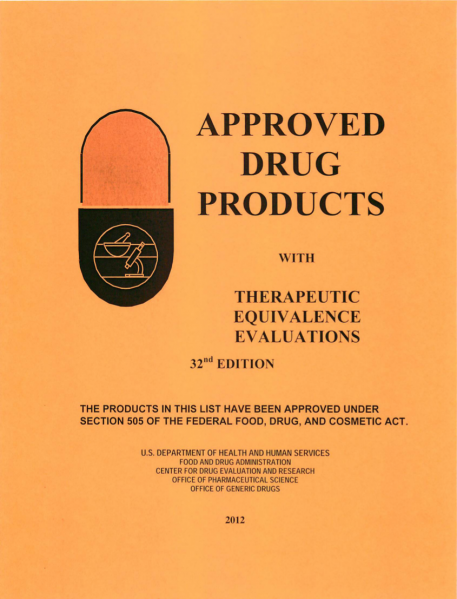 APPROVED
DRUG
PRODUCTS
WITH
THERAPEUTIC
EQUIVALENCE
EVALUATIONS
32nd EDITION
THE PRODUCTS IN THIS LIST HAVE BEEN APPROVED UNDER
SECTION 505 OF THE FEDERAL FOOD, DRUG, AND COSMETIC ACT.
U.S. DEPARTMENT OF HEALTH AND HUMAN SERVICES
FOOD AND DRUG ADMINISTRATION
CENTER FOR DRUG EVALUATION AND RESEARCH
OFFICE OF PHARMACEUTICAL SCIENCE
OFFICE OF GENERIC DRUGS
2012